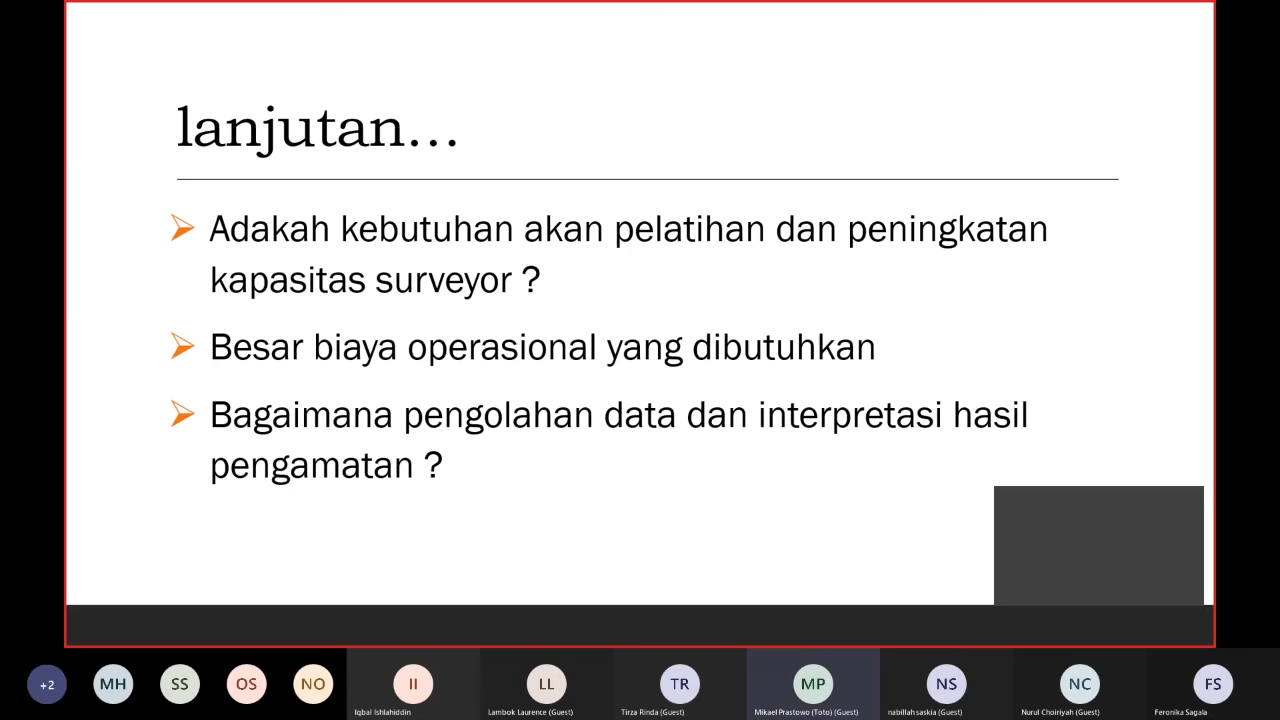 lanjutan...
Adakah kebutuhan akan pelatihan dan peningkatan
kapasitas surveyor ?
Besar biaya operasional yang dibutuhkan
Bagaimana pengolahan data dan interpretasi hasil
pengamatan ?
+2
MH
SS
OS
NO
II
LL
TR
MP
NS
NC
FS
Iqbal Ishlahiddin
Lambok Laurence (Guest)
Tirza Rinda (Guest)
Mikael Prastowo (Toto) (Guest)
nabillah saskia (Guest)
Nurul Choiriyah (Guest)
Feronika Sagala